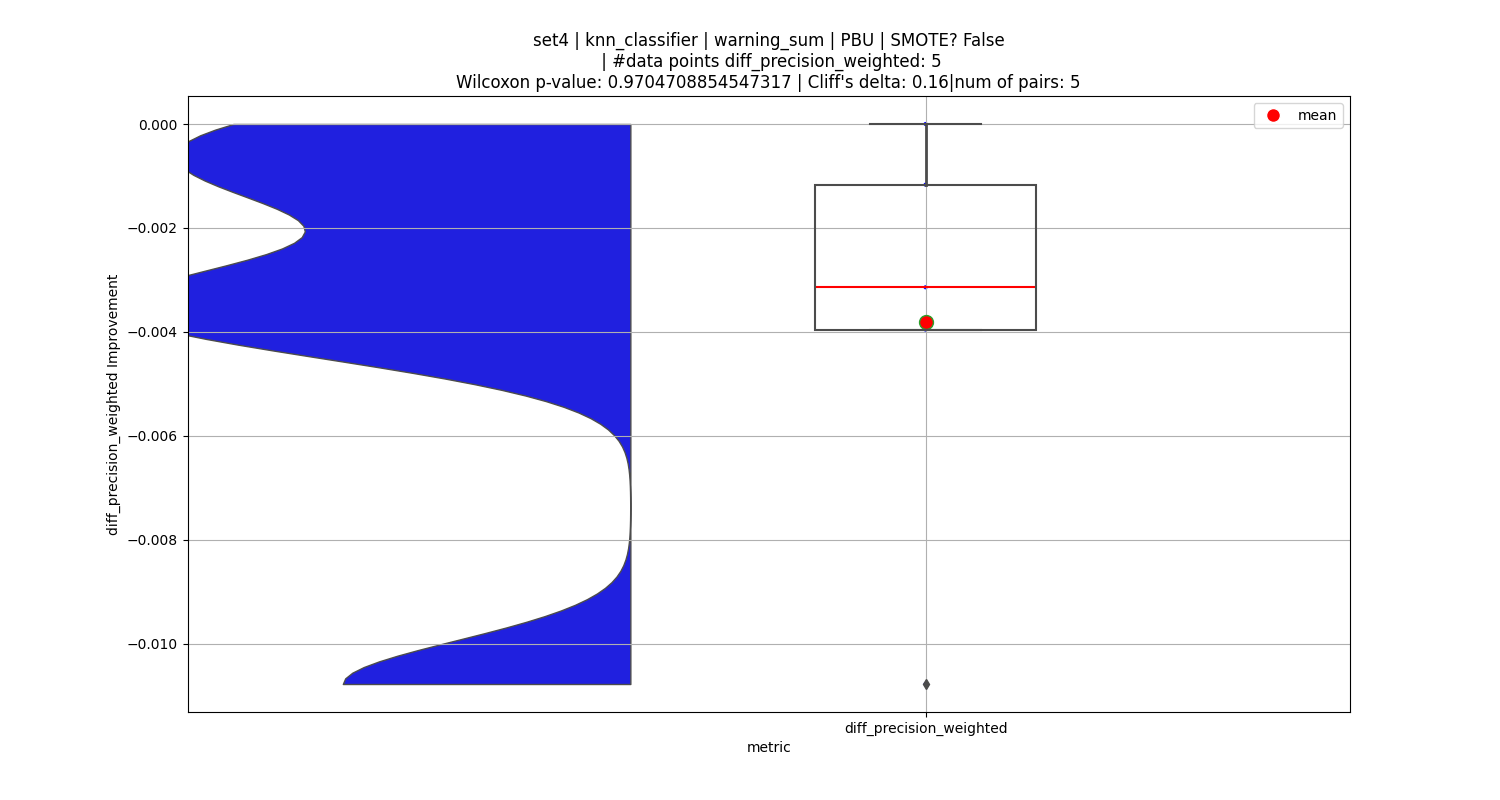 set4 | knn_classifier | warning_sum | PBU | SMOTE? False
| #data points diff_precision_weighted: 5
Wilcoxon p-value: 0.9704708854547317 | Cliff's delta: 0.16|num of pairs: 5
mean
0.000
−0.002
−0.004
−0.006
−0.008
−0.010
diff_precision_weighted Improvement
diff_precision_weighted
metric